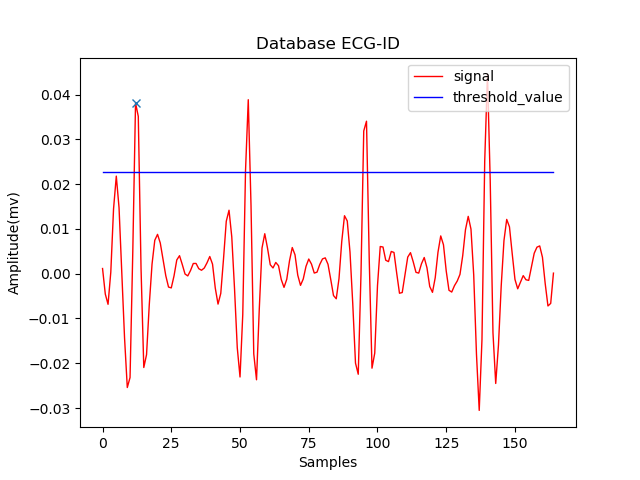 Database ECG-ID
signal
threshold_value
Amplitude(mv)
0.04
0.03
0.02
0.01
0.00
−0.01
−0.02
−0.03
0 25 50 75 100 125 150
Samples